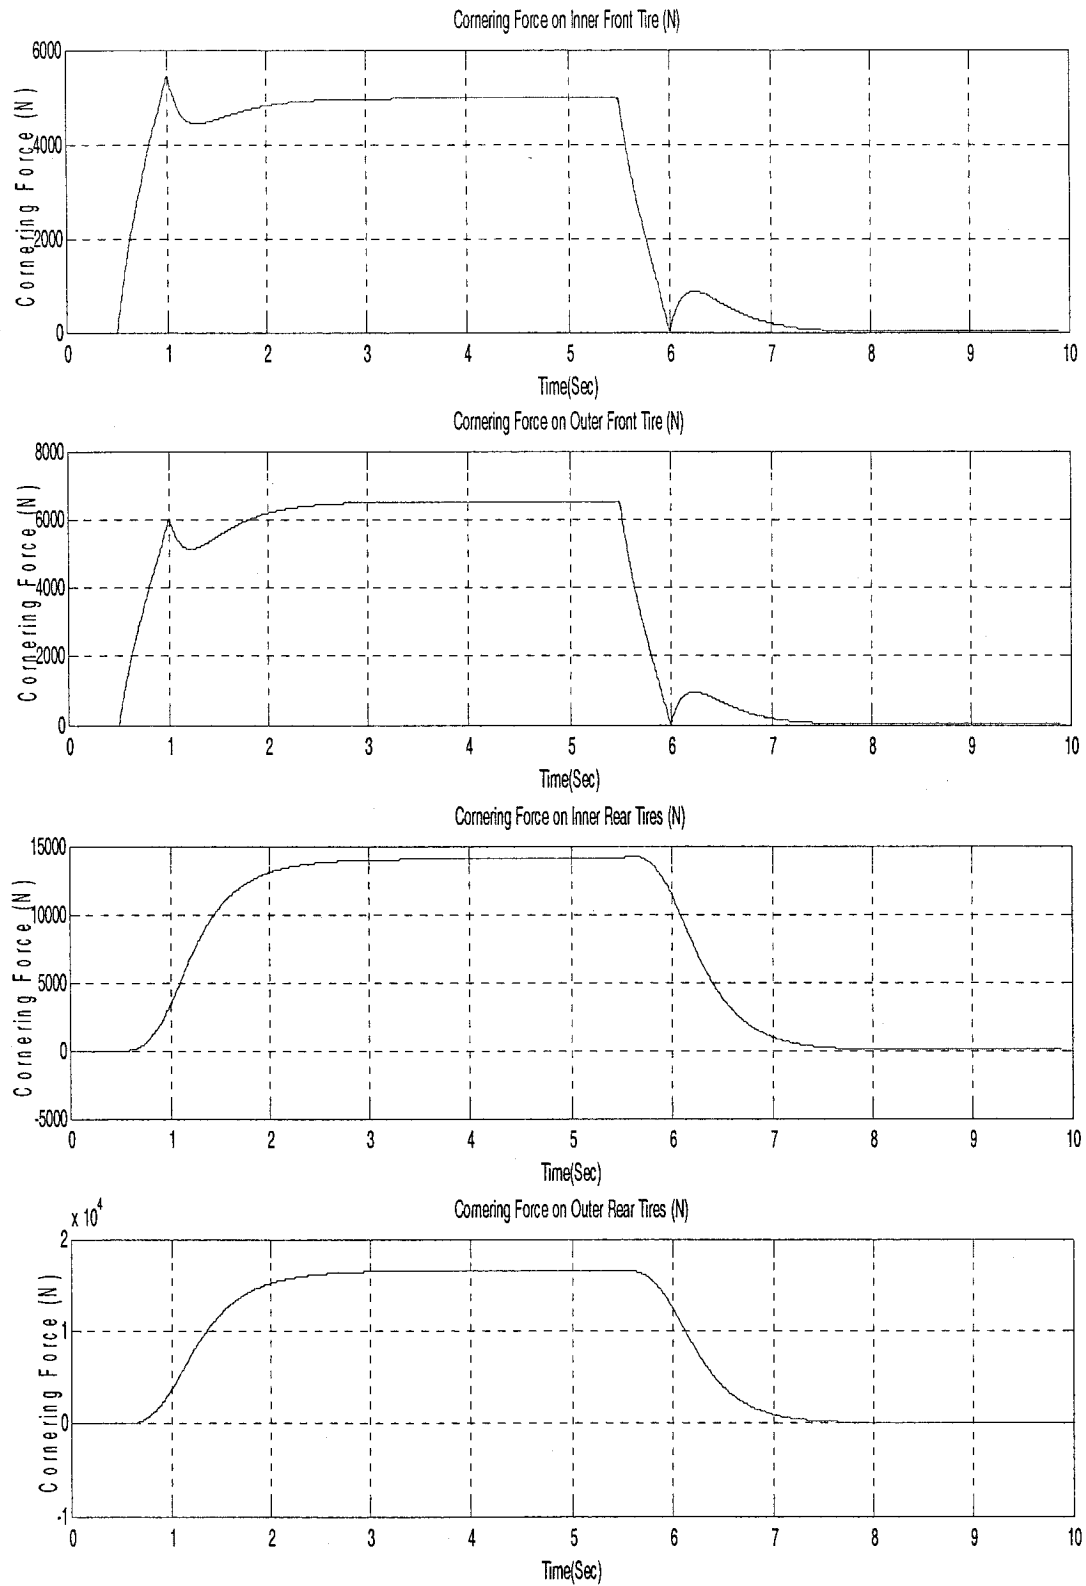 Cornering Force on Inner Front Tire (N)
Cornering Force (N)
6000
4000
2000
0
0 1 2 3 4 5 6 7 8 9 10
Time(Sec)
Cornering Force on Outer Front Tire (N)
Cornering Force (N)
8000
6000
4000
2000
0
0 1 2 3 4 5 6 7 8 9 10
Time(Sec)
Cornering Force on Inner Rear Tires (N)
Cornering Force (N)
15000
10000
5000
0
-5000
0 1 2 3 4 5 6 7 8 9 10
Time(Sec)
x 10^4
Cornering Force on Outer Rear Tires (N)
Cornering Force (N)
2
1
0
-1
0 1 2 3 4 5 6 7 8 9 10
Time(Sec)